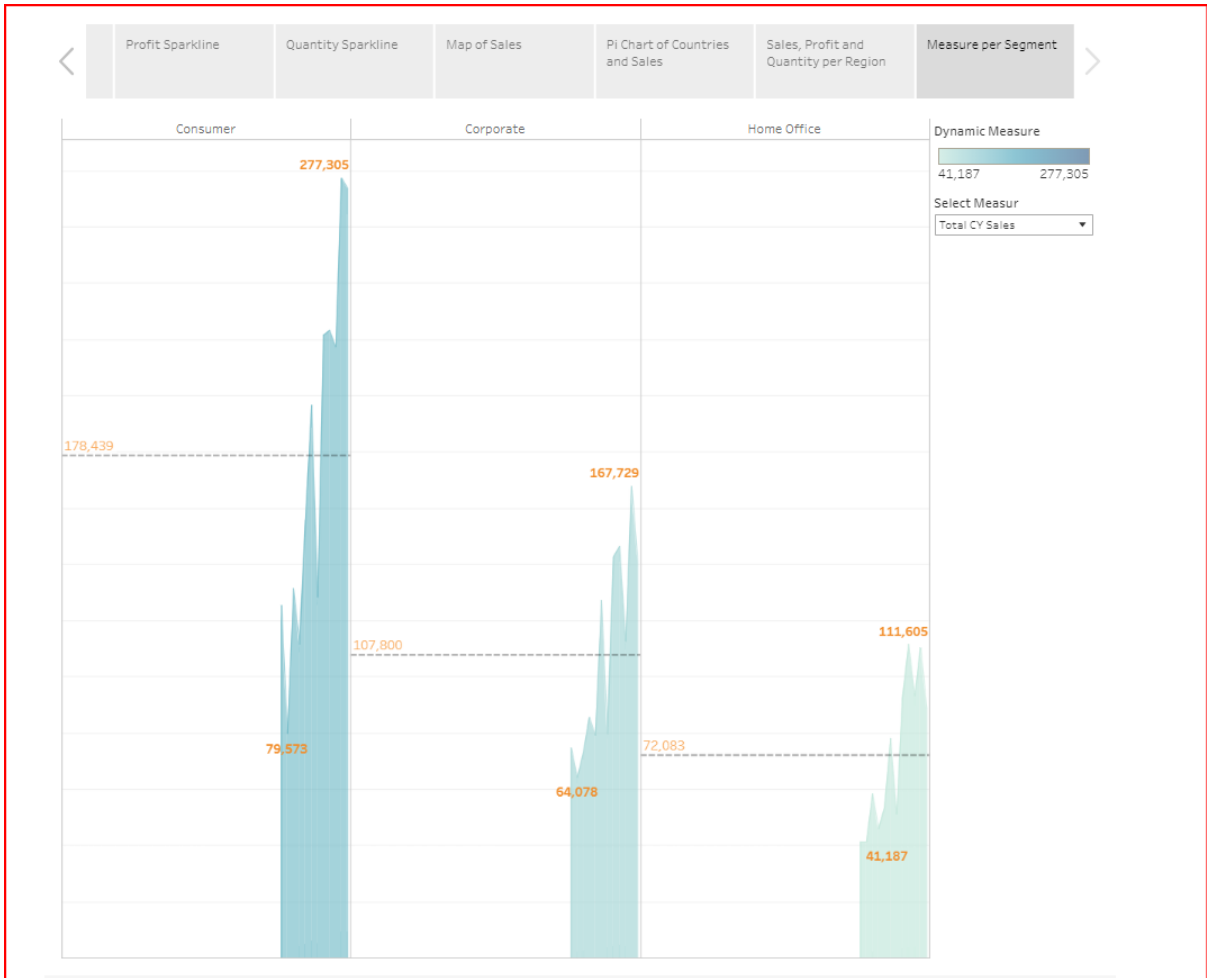 Profit Sparkline
Quantity Sparkline
Map of Sales
Pi Chart of Countries
and Sales
Sales, Profit and
Quantity per Region
Measure per Segment
Consumer
Corporate
Home Office
Dynamic Measure
41,187
277,305
Select Measur
Total CY Sales
277,305
178,439
79,573
167,729
107,800
64,078
111,605
72,083
41,187